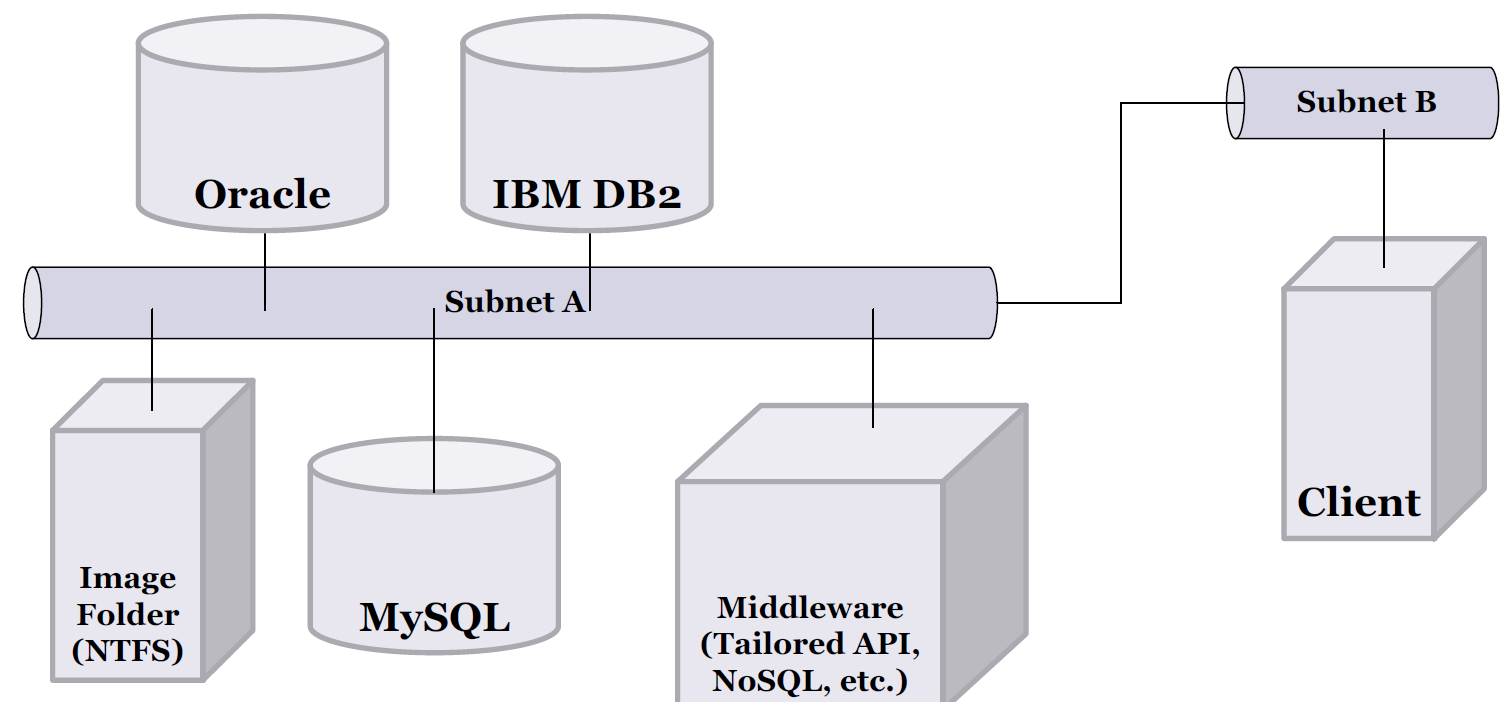 Oracle
IBM DB2
Subnet B
Subnet A
Client
Image
Folder
(NTFS)
MySQL
Middleware
(Tailored API,
NoSQL, etc.)